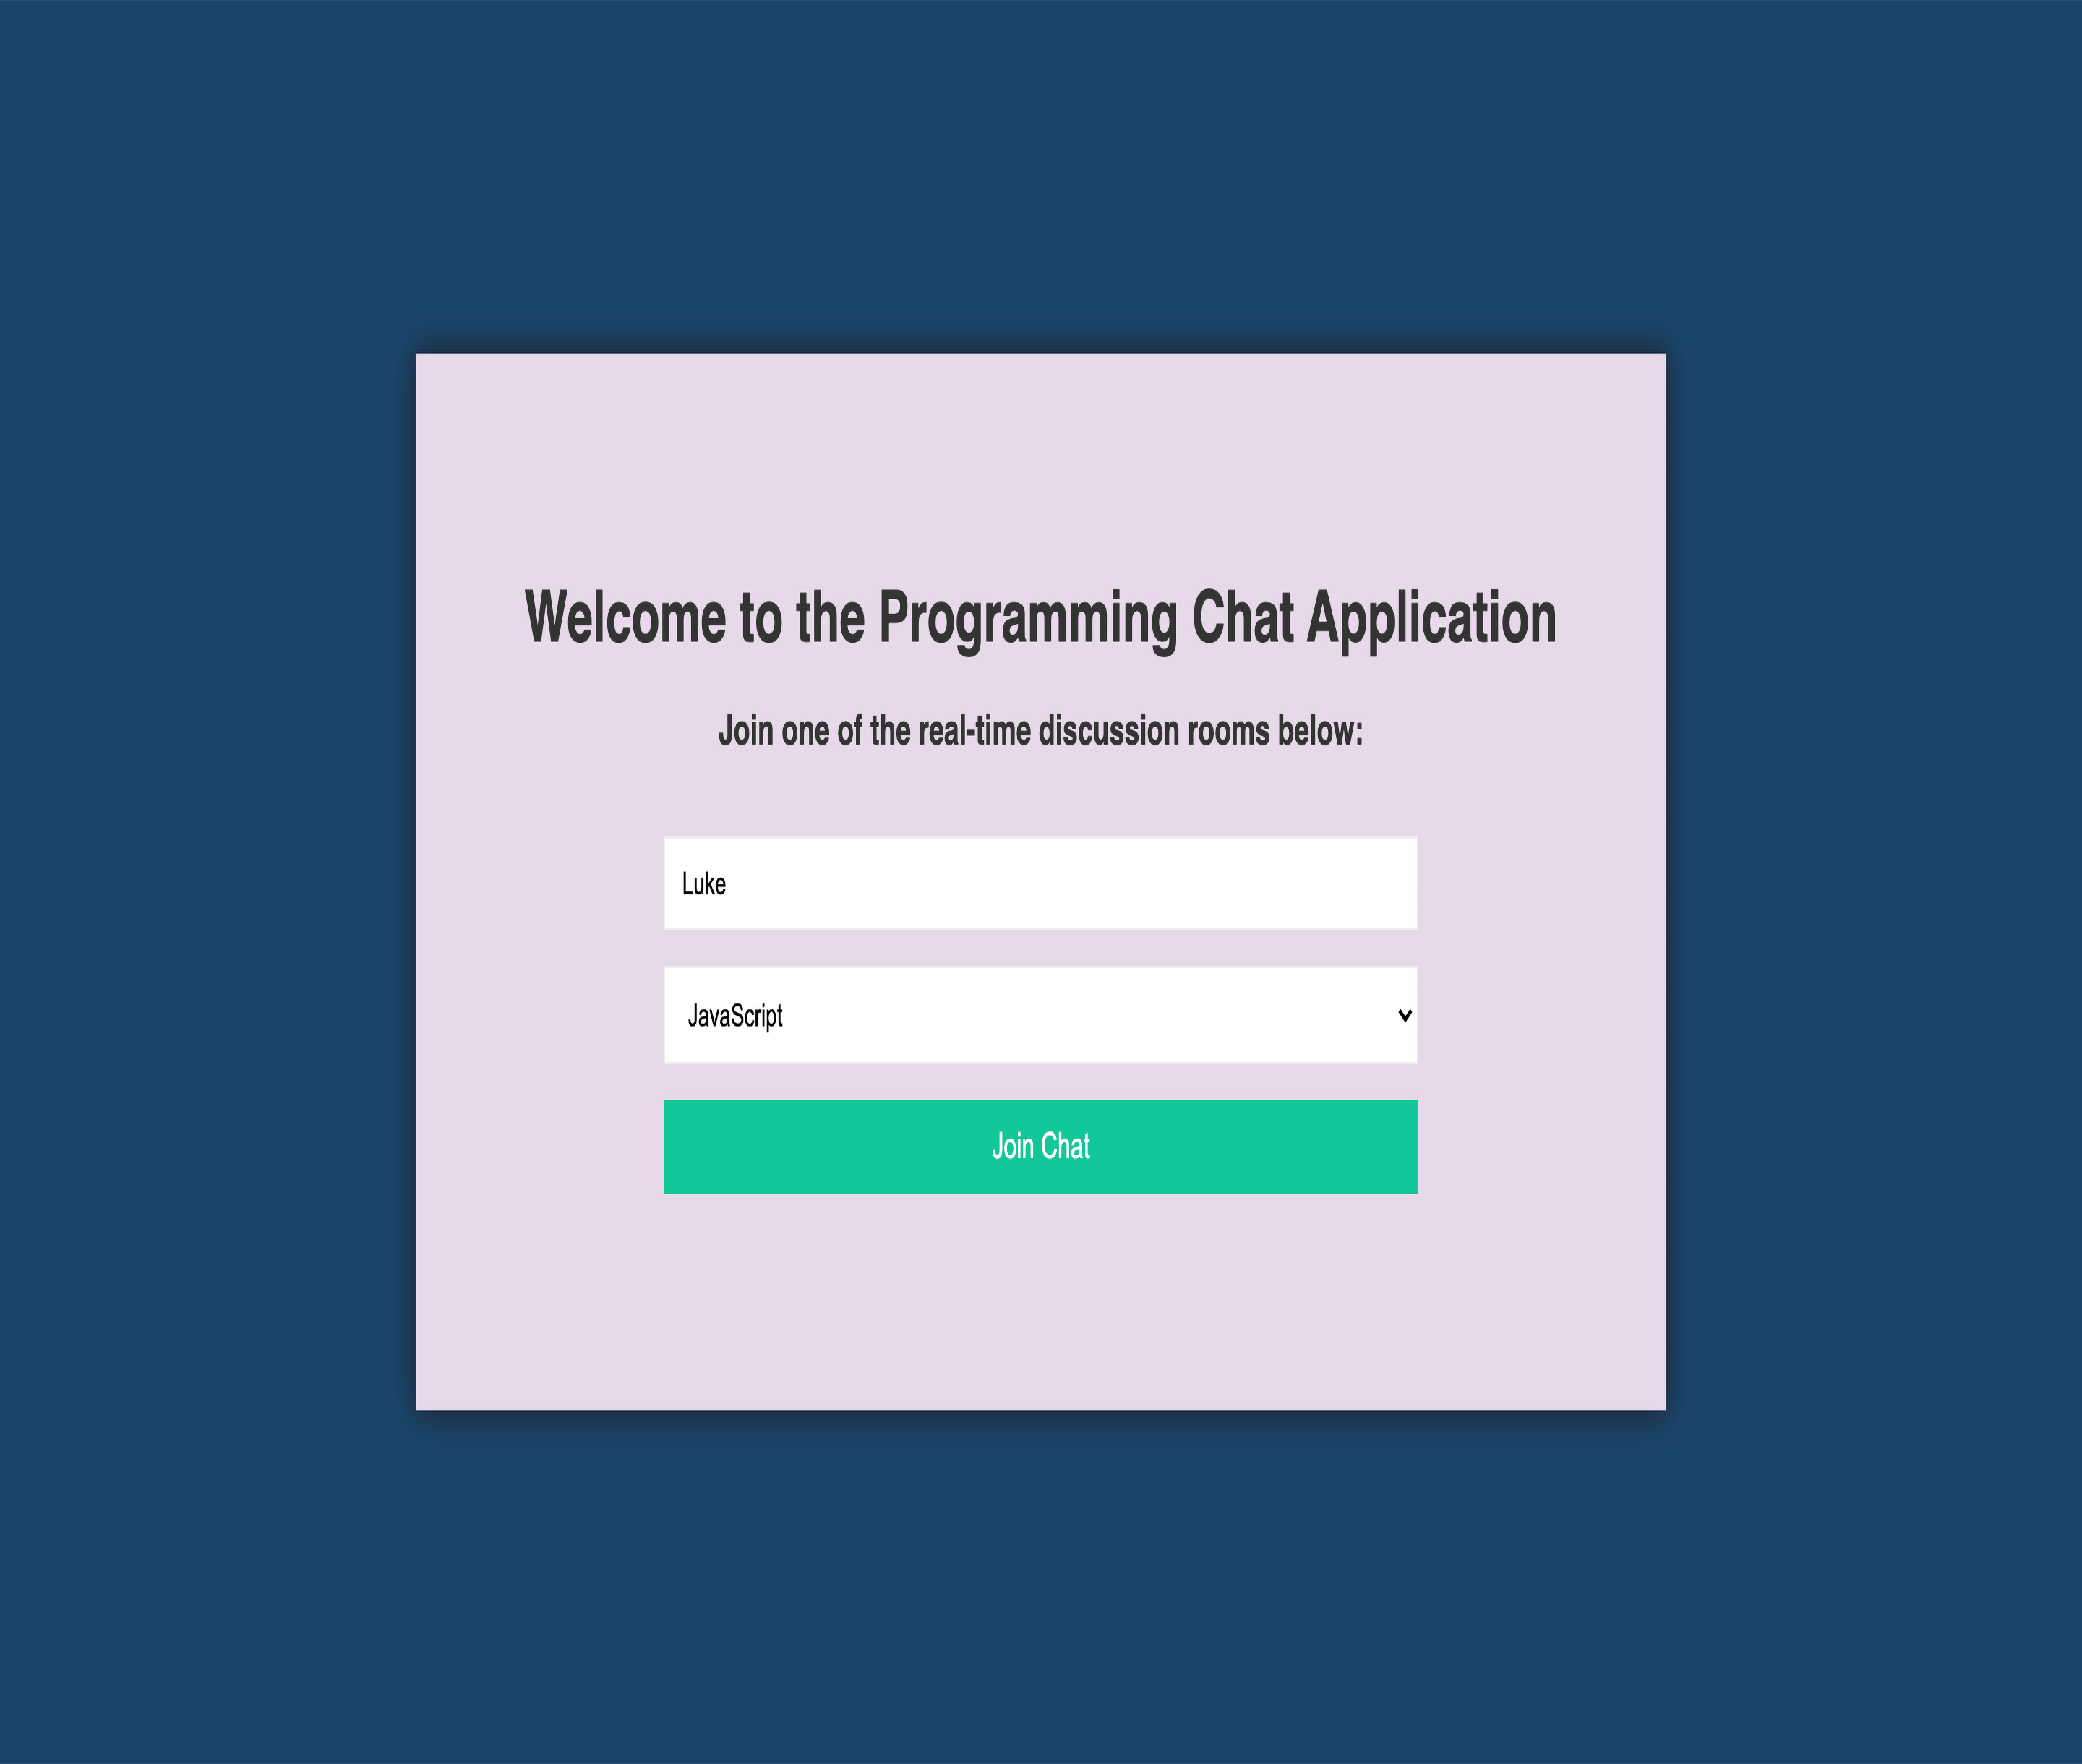 Welcome to the Programming Chat Application
Join one of the real-time discussion rooms below:
Luke
JavaScript
Join Chat